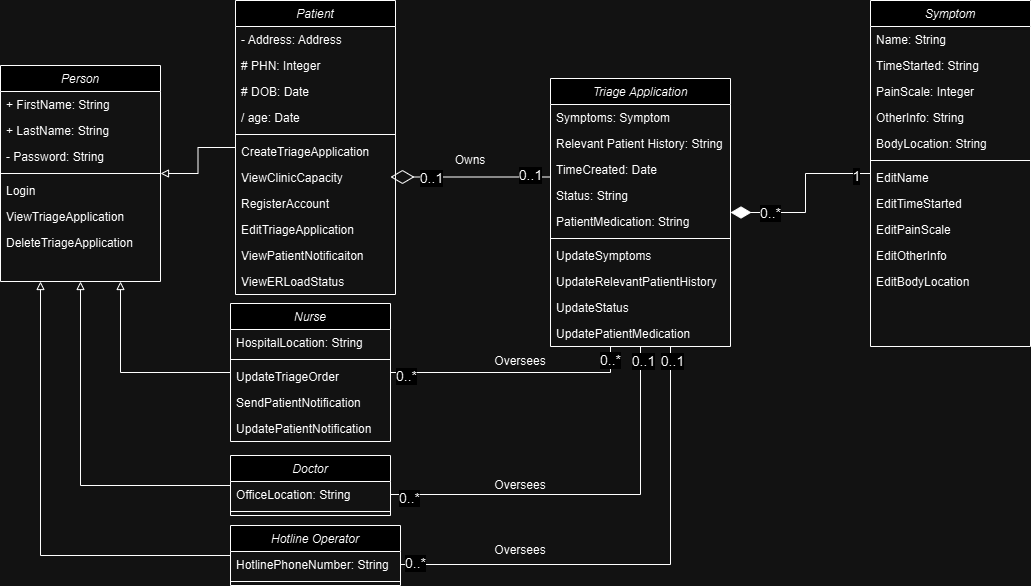 Person
+ FirstName: String
+ LastName: String
- Password: String
Login
ViewTriageApplication
DeleteTriageApplication
Patient
- Address: Address
# PHN: Integer
# DOB: Date
/ age: Date
CreateTriageApplication
ViewClinicCapacity
RegisterAccount
EditTriageApplication
ViewPatientNotificaiton
ViewERLoadStatus
0..1
Owns
0..1
Triage Application
Symptoms: Symptom
Relevant Patient History: String
TimeCreated: Date
Status: String
PatientMedication: String
UpdateSymptoms
UpdateRelevantPatientHistory
UpdateStatus
UpdatePatientMedication
0..*
1
Symptom
Name: String
TimeStarted: String
PainScale: Integer
OtherInfo: String
BodyLocation: String
EditName
EditTimeStarted
EditPainScale
EditOtherInfo
EditBodyLocation
Nurse
HospitalLocation: String
UpdateTriageOrder
SendPatientNotification
UpdatePatientNotification
0..*
Oversees
0..*
0..1
0..1
Doctor
OfficeLocation: String
0..*
Oversees
Hotline Operator
HotlinePhoneNumber: String
0..*
Oversees